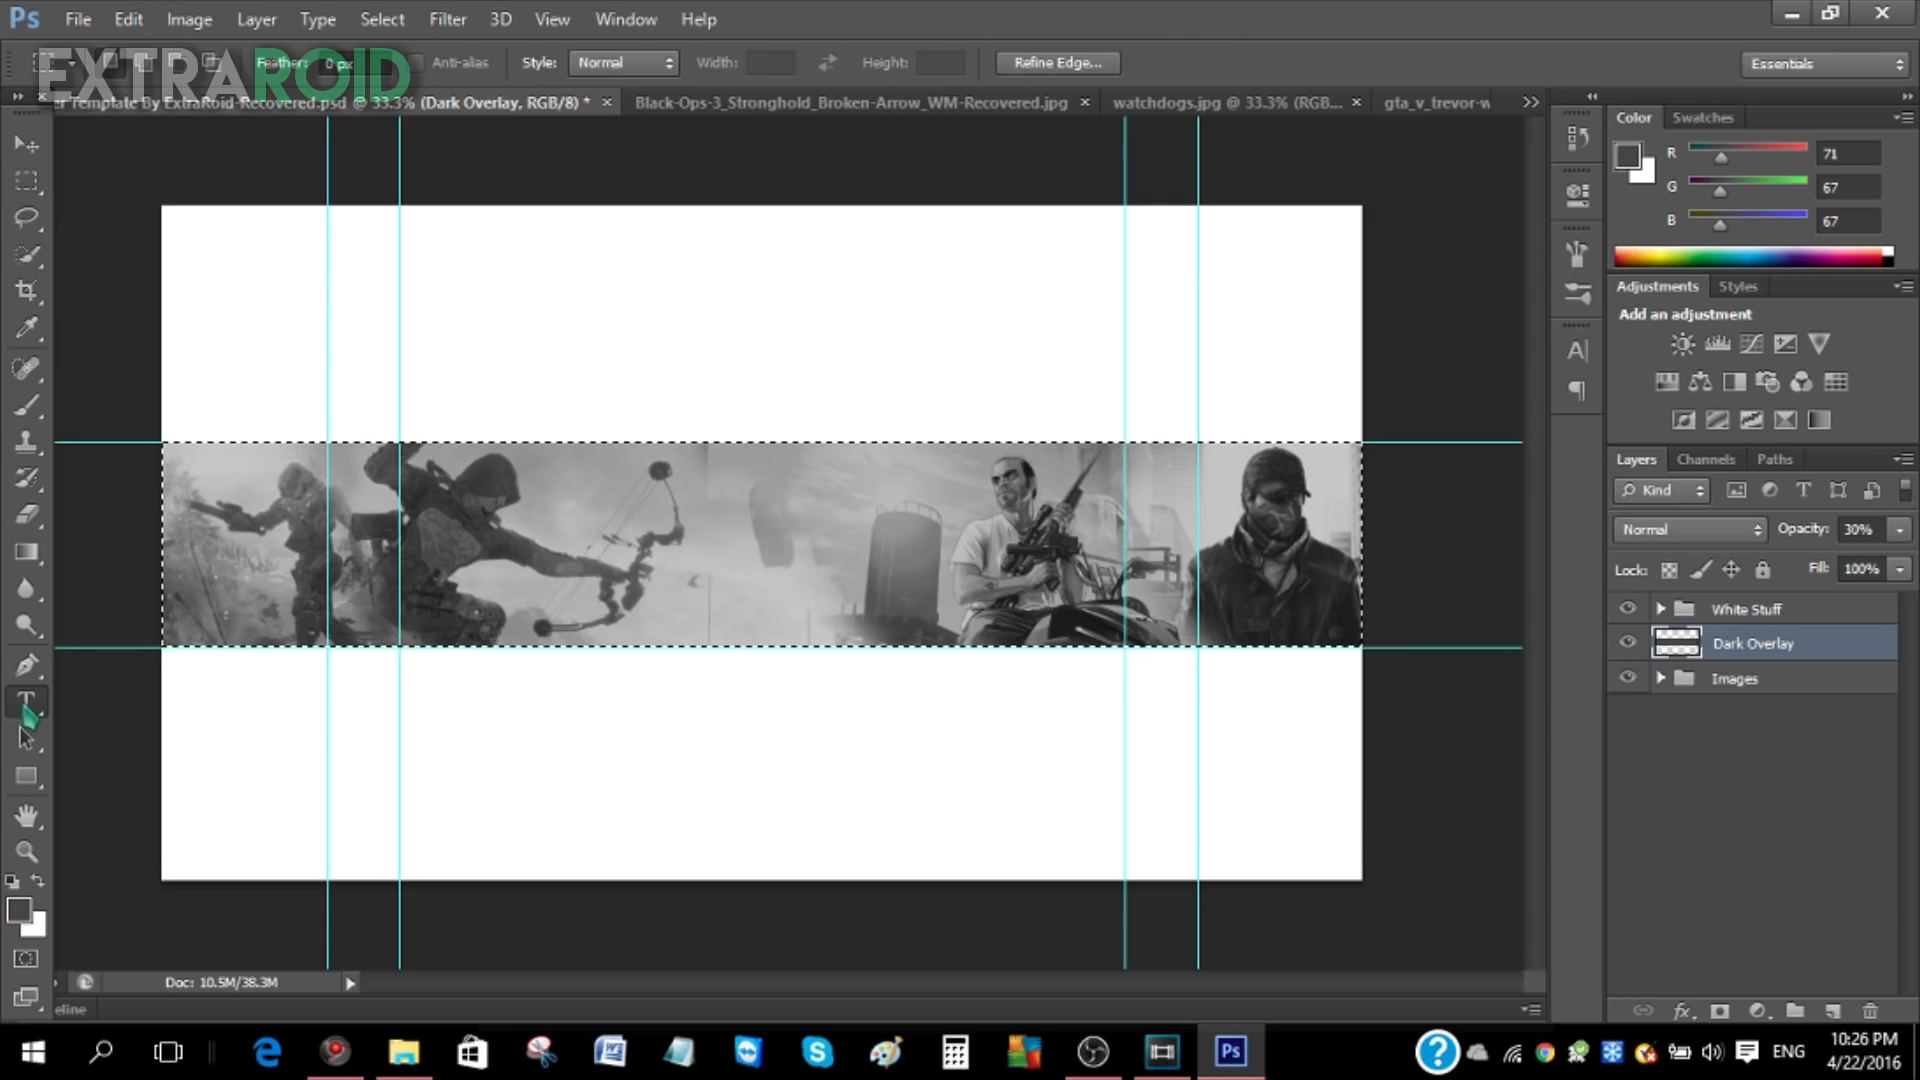 Ps File Edit Image Layer Type Select Filter 3D View Window Help
EXTRAROID
Feather: 0 px Anti-alias Style: Normal Width: Height: Refine Edge... Essentials
er Template By ExtraRoid-Recovered.psd @ 33.3% (Dark Overlay, RGB/8) * Black-Ops-3_Stronghold_Broken-Arrow_WM-Recovered.jpg watchdogs.jpg @ 33.3% (RGB... gta_v_trevor-w
Color Swatches
R 71
G 67
B 67
Adjustments Styles
Add an adjustment
Layers Channels Paths
Kind
Normal Opacity: 30%
Lock: Fill: 100%
White Stuff
Dark Overlay
Images
Doc: 10.5M/38.3M
eline
ENG
10:26 PM
4/22/2016